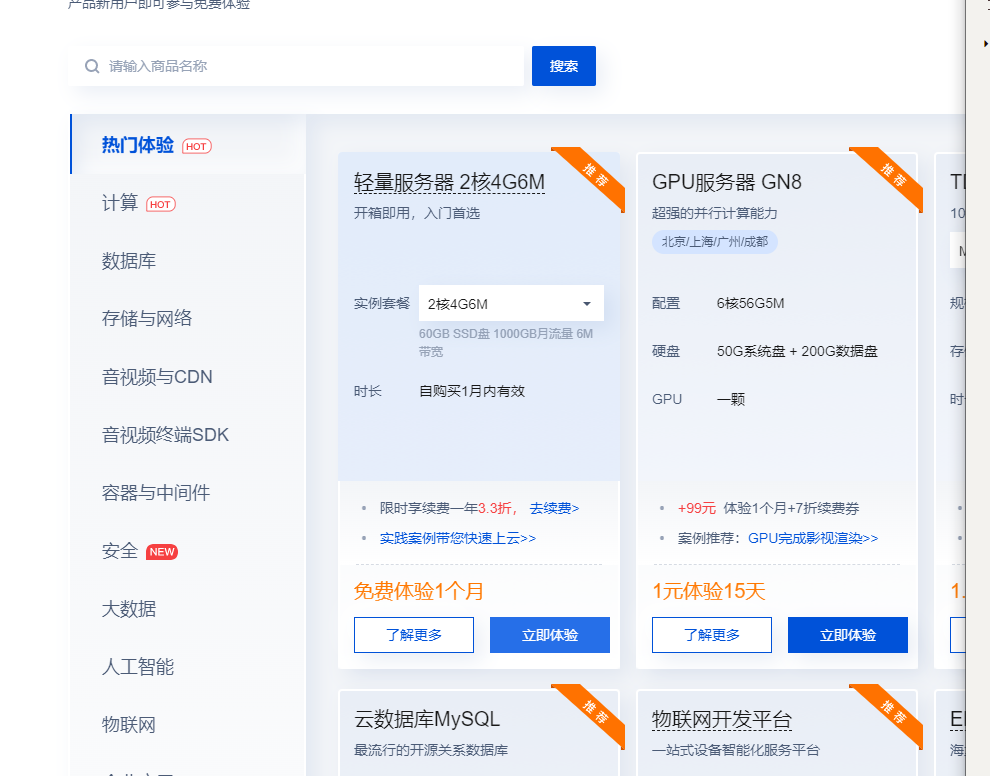 产品新用户即可参与免费体验
请输入商品名称
搜索
热门体验 HOT
计算 HOT
数据库
存储与网络
音视频与CDN
音视频终端SDK
容器与中间件
安全 NEW
大数据
人工智能
物联网
推荐
轻量服务器 2核4G6M
开箱即用，入门首选
实例套餐 2核4G6M
60GB SSD盘 1000GB月流量 6M
带宽
时长 自购买1月内有效
• 限时享续费一年3.3折， 去续费>
• 实践案例带您快速上云>>
免费体验1个月
了解更多 立即体验
推荐
GPU服务器 GN8
超强的并行计算能力
北京/上海/广州/成都
配置 6核56G5M
硬盘 50G系统盘 + 200G数据盘
GPU 一颗
• +99元 体验1个月+7折续费券
• 案例推荐：GPU完成影视渲染>>
1元体验15天
了解更多 立即体验
10
存
时
1.
推荐
云数据库MySQL
最流行的开源关系数据库
推荐
物联网开发平台
一站式设备智能化服务平台
海